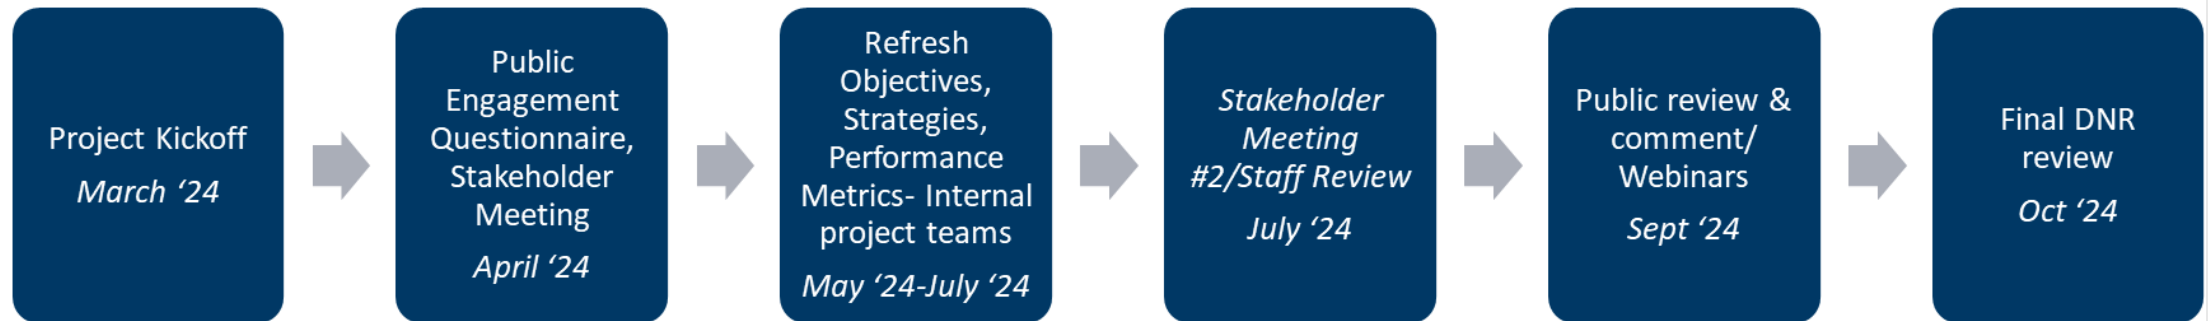 Project Kickoff
March ‘24
Public
Engagement
Questionnaire,
Stakeholder
Meeting
April ‘24
Refresh
Objectives,
Strategies,
Performance
Metrics- Internal
project teams
May ‘24-July ‘24
Stakeholder
Meeting
#2/Staff Review
July ‘24
Public review &
comment/
Webinars
Sept ‘24
Final DNR
review
Oct ‘24